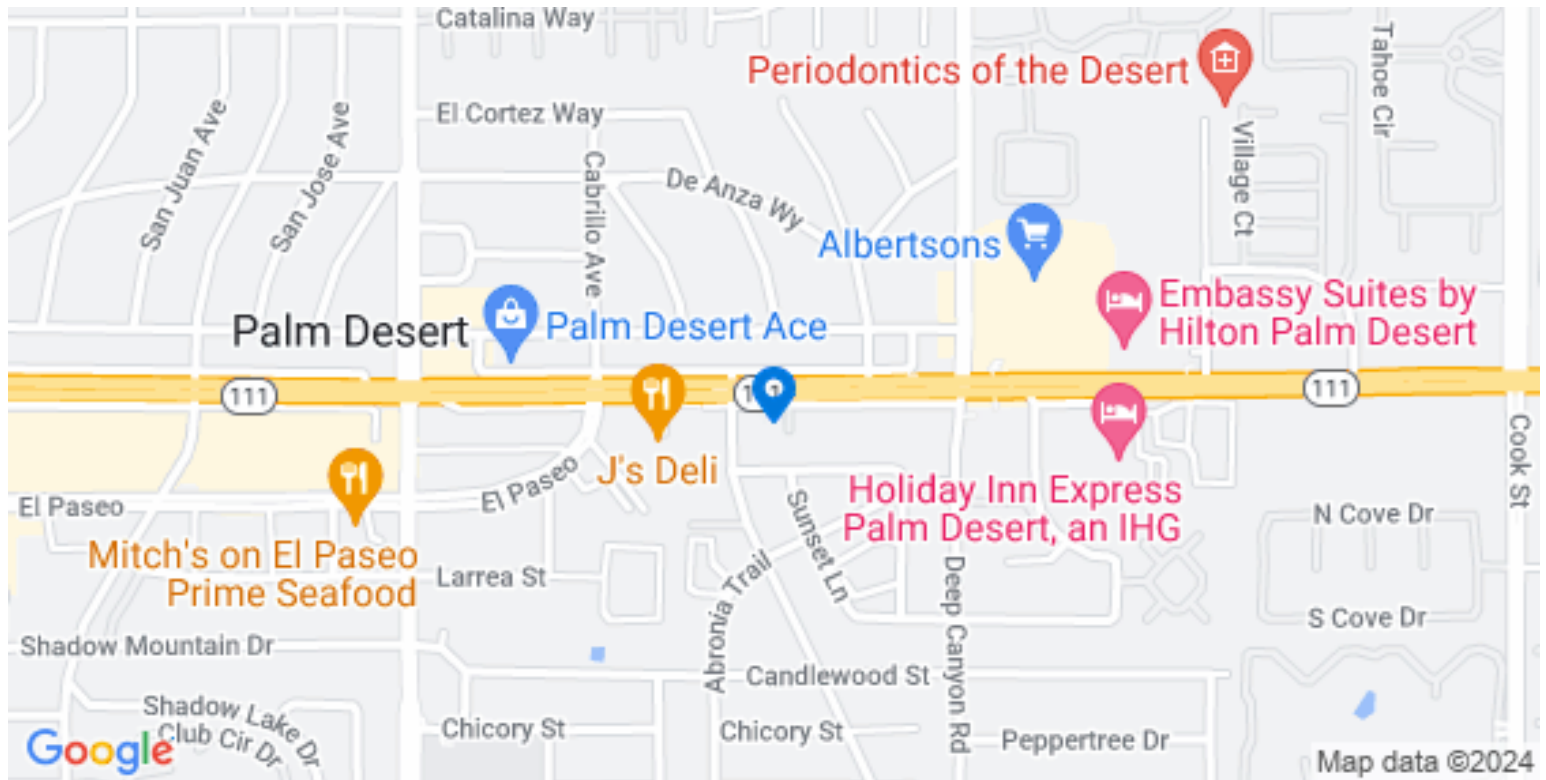 Catalina Way
Periodontics of the Desert
Tahoe Cir
San Juan Ave
San Jose Ave
El Cortez Way
Village Ct
Cabrillo Ave
De Anza Wy
Albertsons
Embassy Suites by
Hilton Palm Desert
Palm Desert
Palm Desert Ace
111
111
J's Deli
Cook St
El Paseo
El Paseo
Holiday Inn Express
Palm Desert, an IHG
Sunset Ln
N Cove Dr
Mitch's on El Paseo
Prime Seafood
Larrea St
Abronia Trail
Deep Canyon Rd
S Cove Dr
Shadow Mountain Dr
Candlewood St
Shadow Lake Dr
Club Cir Dr
Chicory St
Chicory St
Peppertree Dr
Google
Map data ©2024